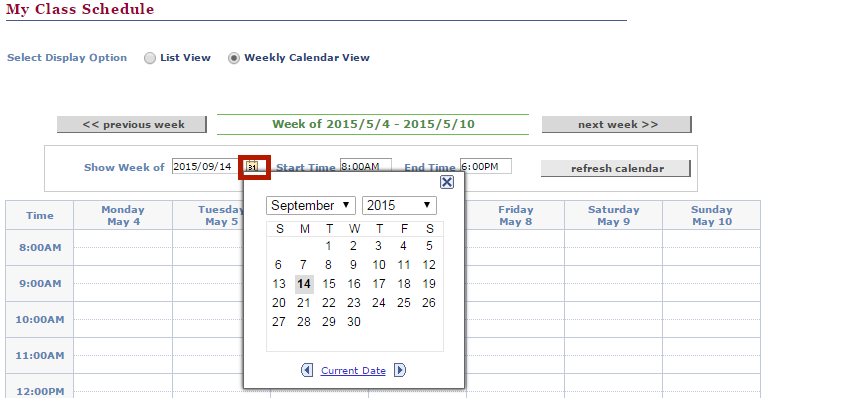 My Class Schedule
Select Display Option List View Weekly Calendar View
<< previous week Week of 2015/5/4 - 2015/5/10 next week >>
Show Week of 2015/09/14 31 Start Time 8:00AM End Time 6:00PM refresh calendar
September 2015
Time Monday Tuesday Friday Saturday Sunday
May 4 May 5 May 8 May 9 May 10
S M T W T F S
1 2 3 4 5
8:00AM
6 7 8 9 10 11 12
9:00AM
13 14 15 16 17 18 19
20 21 22 23 24 25 26
10:00AM
27 28 29 30
11:00AM
Current Date
12:00PM